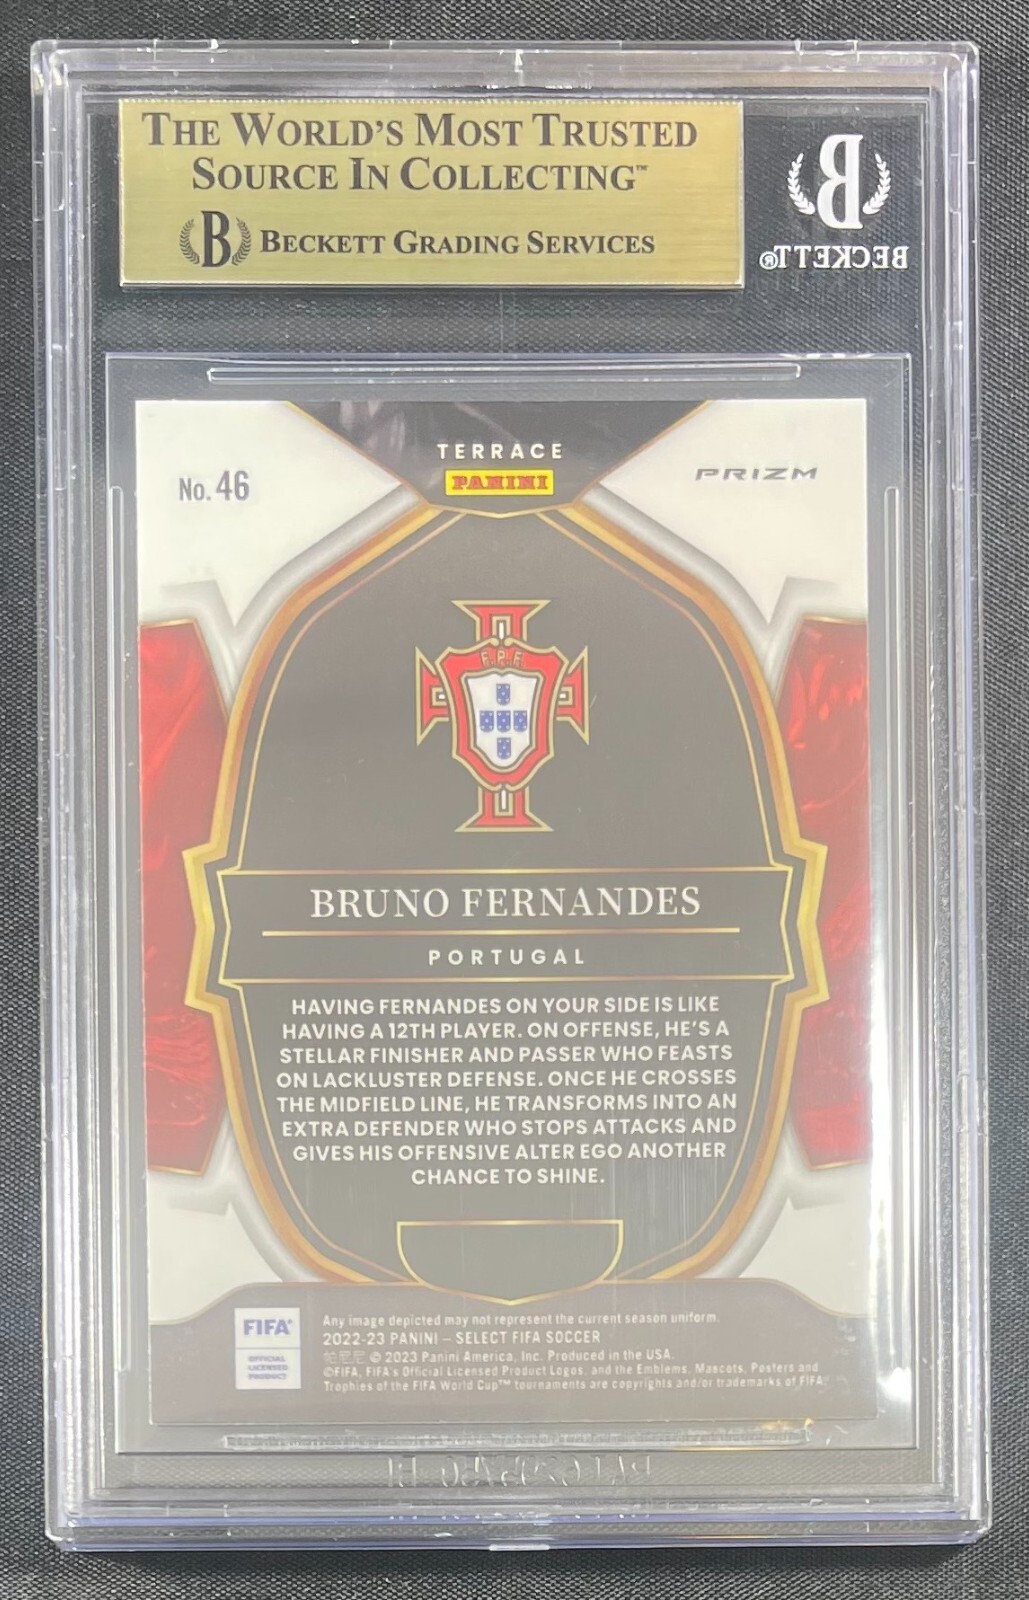 THE WORLD'S MOST TRUSTED
SOURCE IN COLLECTING™
B BECKETT GRADING SERVICES
B
BECKETT®
TERRACE
PANINI
No. 46
PRIZM
F.P.F.
BRUNO FERNANDES
PORTUGAL
HAVING FERNANDES ON YOUR SIDE IS LIKE
HAVING A 12TH PLAYER. ON OFFENSE, HE'S A
STELLAR FINISHER AND PASSER WHO FEASTS
ON LACKLUSTER DEFENSE. ONCE HE CROSSES
THE MIDFIELD LINE, HE TRANSFORMS INTO AN
EXTRA DEFENDER WHO STOPS ATTACKS AND
GIVES HIS OFFENSIVE ALTER EGO ANOTHER
CHANCE TO SHINE.
FIFA®
OFFICIAL
LICENSED
PRODUCT
Any image depicted may not represent the current season uniform.
2022-23 PANINI – SELECT FIFA SOCCER
帕尼尼 © 2023 Panini America, Inc. Produced in the USA.
©FIFA, FIFA's Official Licensed Product Logos, and the Emblems, Mascots, Posters and
Trophies of the FIFA World Cup™ tournaments are copyrights and/or trademarks of FIFA.